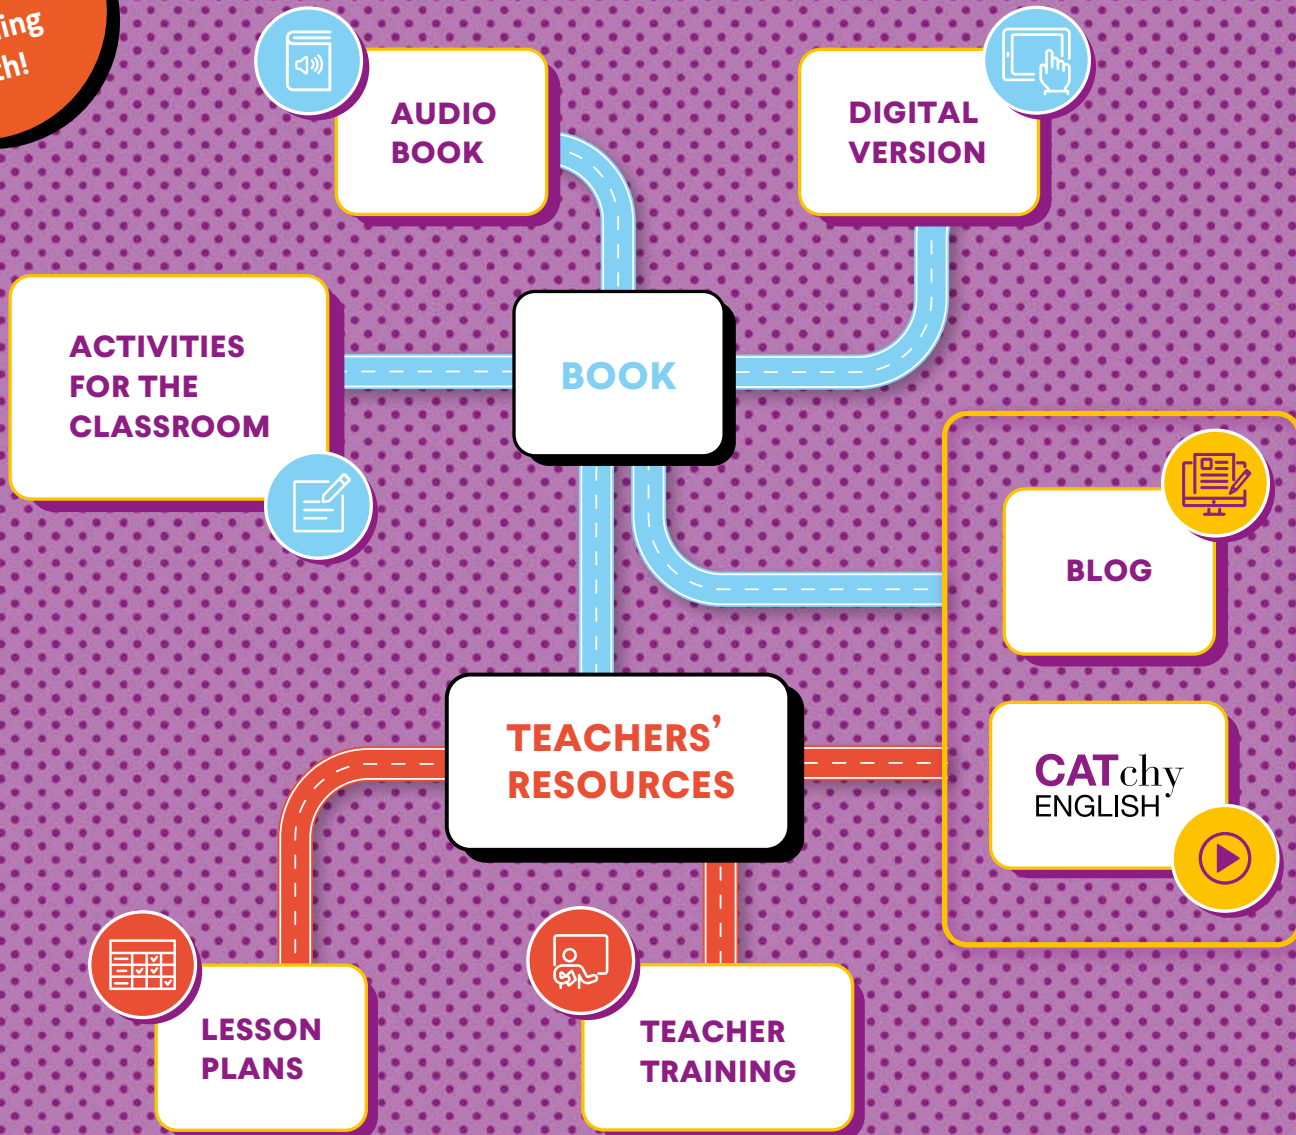 AUDIO
BOOK
DIGITAL
VERSION
ACTIVITIES
FOR THE
CLASSROOM
BOOK
BLOG
TEACHERS’
RESOURCES
CATchy
ENGLISH
LESSON
PLANS
TEACHER
TRAINING